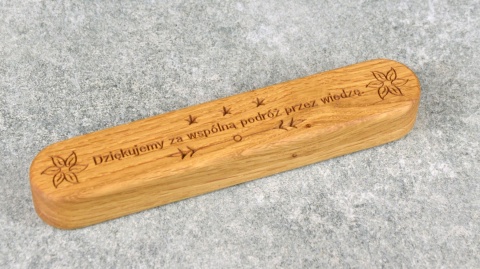 Dziękujemy za wspólną podróż przez wiedzę.